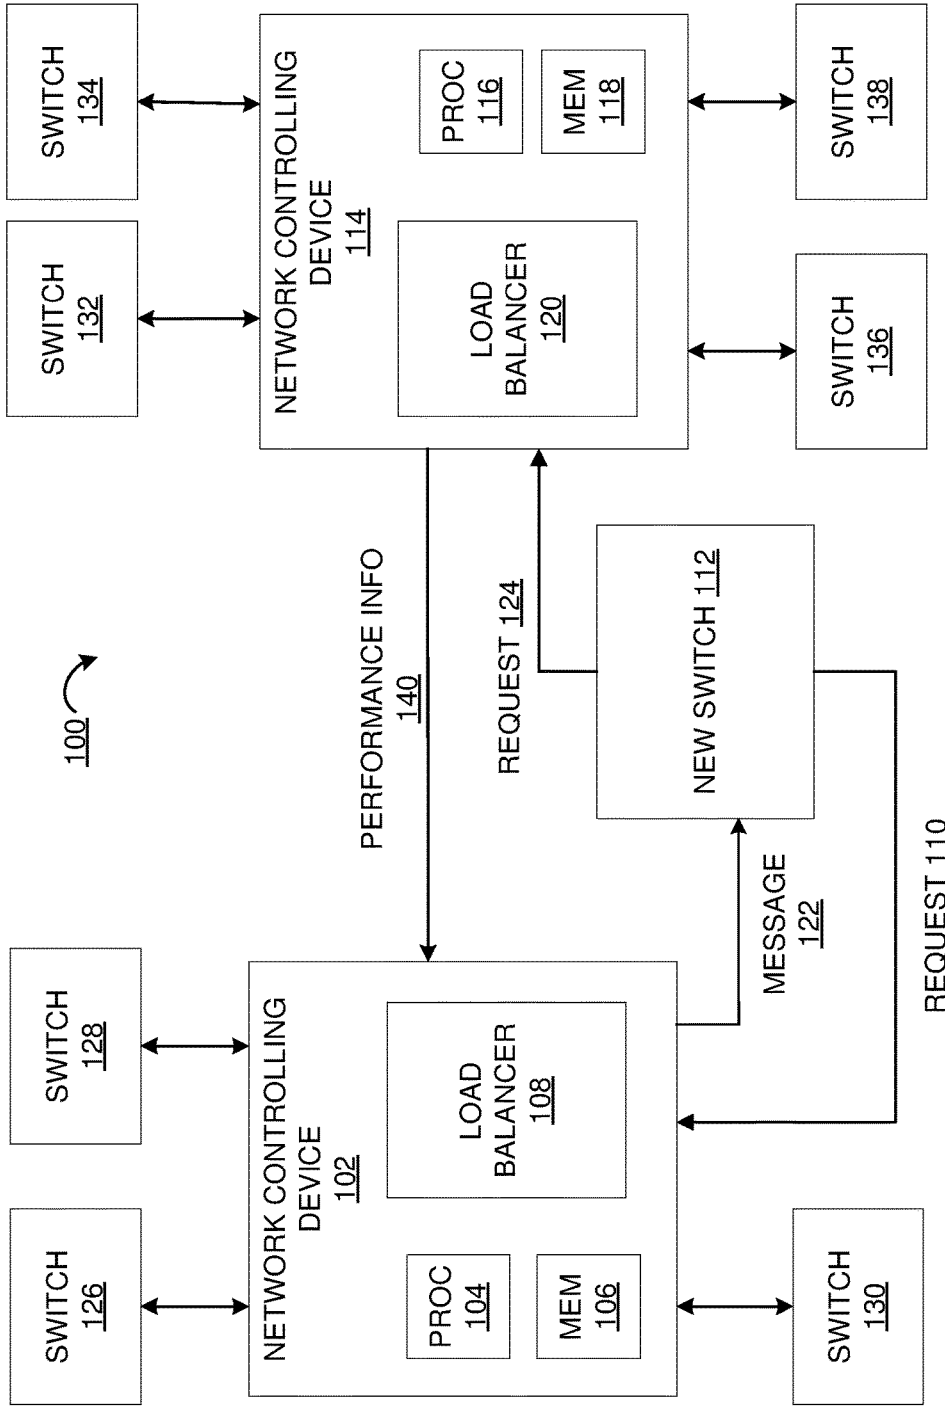 100
SWITCH
126
SWITCH
128
SWITCH
132
SWITCH
134
NETWORK CONTROLLING
DEVICE
102
PROC
104
MEM
106
LOAD
BALANCER
108
PERFORMANCE INFO
140
NETWORK CONTROLLING
DEVICE
114
LOAD
BALANCER
120
PROC
116
MEM
118
REQUEST 124
MESSAGE
122
NEW SWITCH 112
SWITCH
130
REQUEST 110
SWITCH
136
SWITCH
138